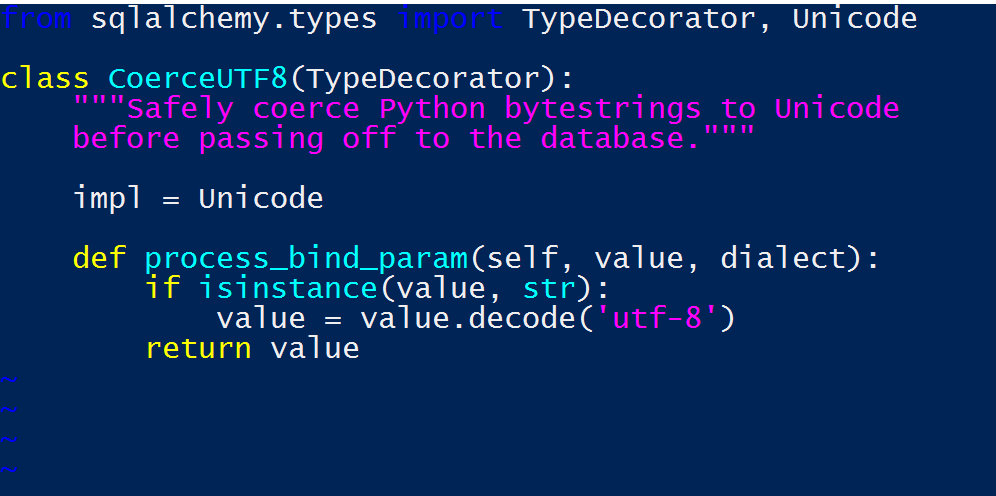 from sqlalchemy.types import TypeDecorator, Unicode
class CoerceUTF8(TypeDecorator):
"""Safely coerce Python bytestrings to Unicode
before passing off to the database."""
impl = Unicode
def process_bind_param(self, value, dialect):
if isinstance(value, str):
value = value.decode('utf-8')
return value
~
~
~
~